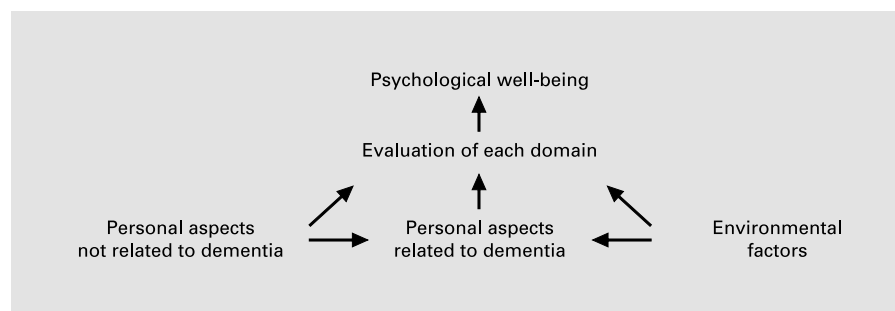 Psychological well-being
Evaluation of each domain
Personal aspects
not related to dementia
Personal aspects
related to dementia
Environmental
factors